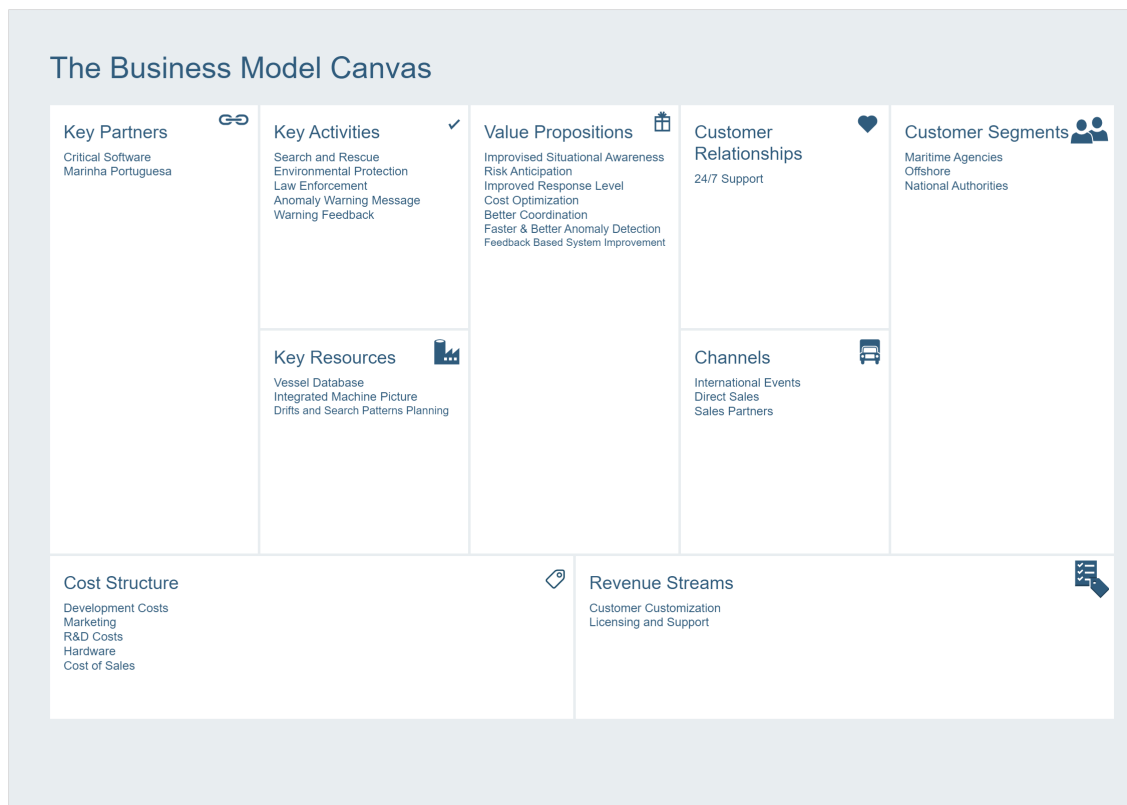 The Business Model Canvas
Key Partners
Critical Software
Marinha Portuguesa
Key Activities
Search and Rescue
Environmental Protection
Law Enforcement
Anomaly Warning Message
Warning Feedback
Key Resources
Vessel Database
Integrated Machine Picture
Drifts and Search Patterns Planning
Value Propositions
Improvised Situational Awareness
Risk Anticipation
Improved Response Level
Cost Optimization
Better Coordination
Faster & Better Anomaly Detection
Feedback Based System Improvement
Customer
Relationships
24/7 Support
Channels
International Events
Direct Sales
Sales Partners
Customer Segments
Maritime Agencies
Offshore
National Authorities
Cost Structure
Development Costs
Marketing
R&D Costs
Hardware
Cost of Sales
Revenue Streams
Customer Customization
Licensing and Support